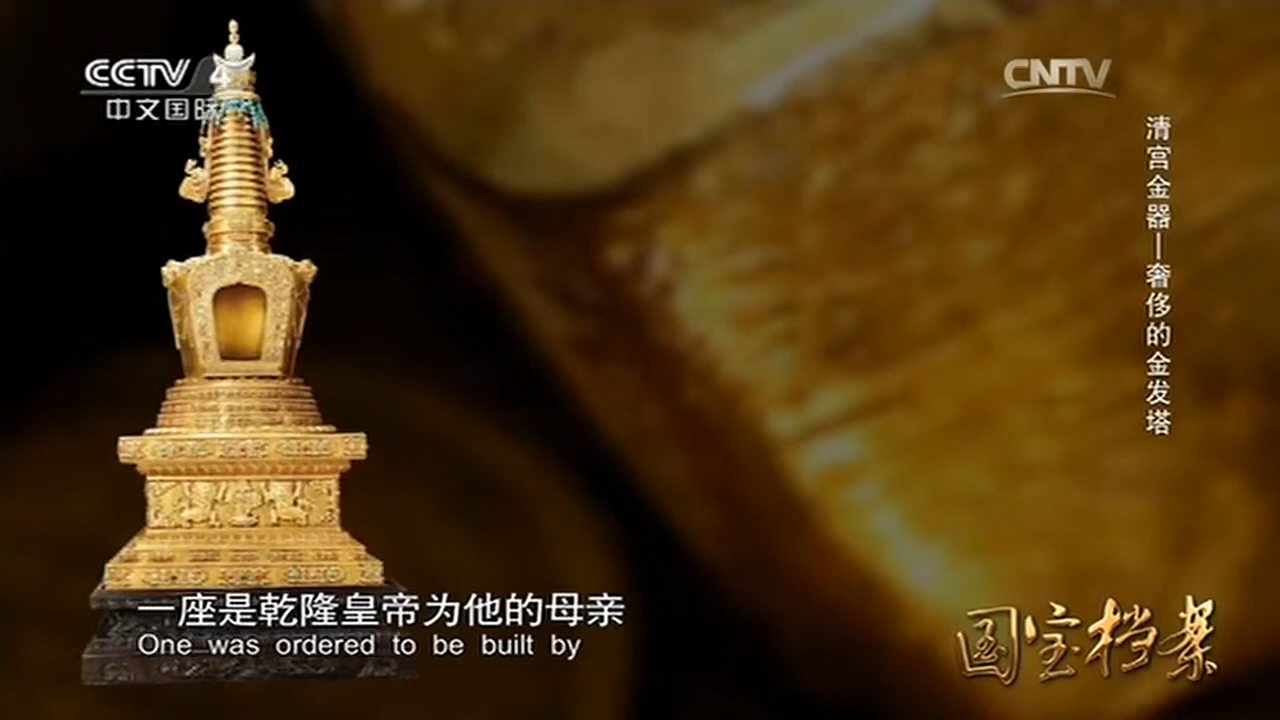 CCTV 4
中文国际
CNTV
清宫金器—奢侈的金发塔
一座是乾隆皇帝为他的母亲
One was ordered to be built by
国宝档案